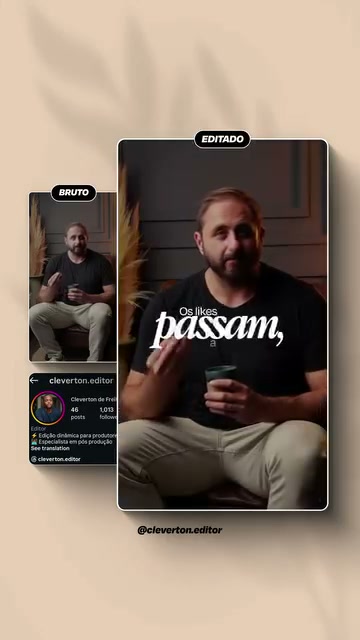 EDITADO
BRUTO
Os likes
passam,
a
cleverton.editor
Cleverton de Frei
46
1,013
posts
followe
Editor
⚡ Edição dinâmica para produtore
Especialista em pós produção
See translation
cleverton.editor
@cleverton.editor